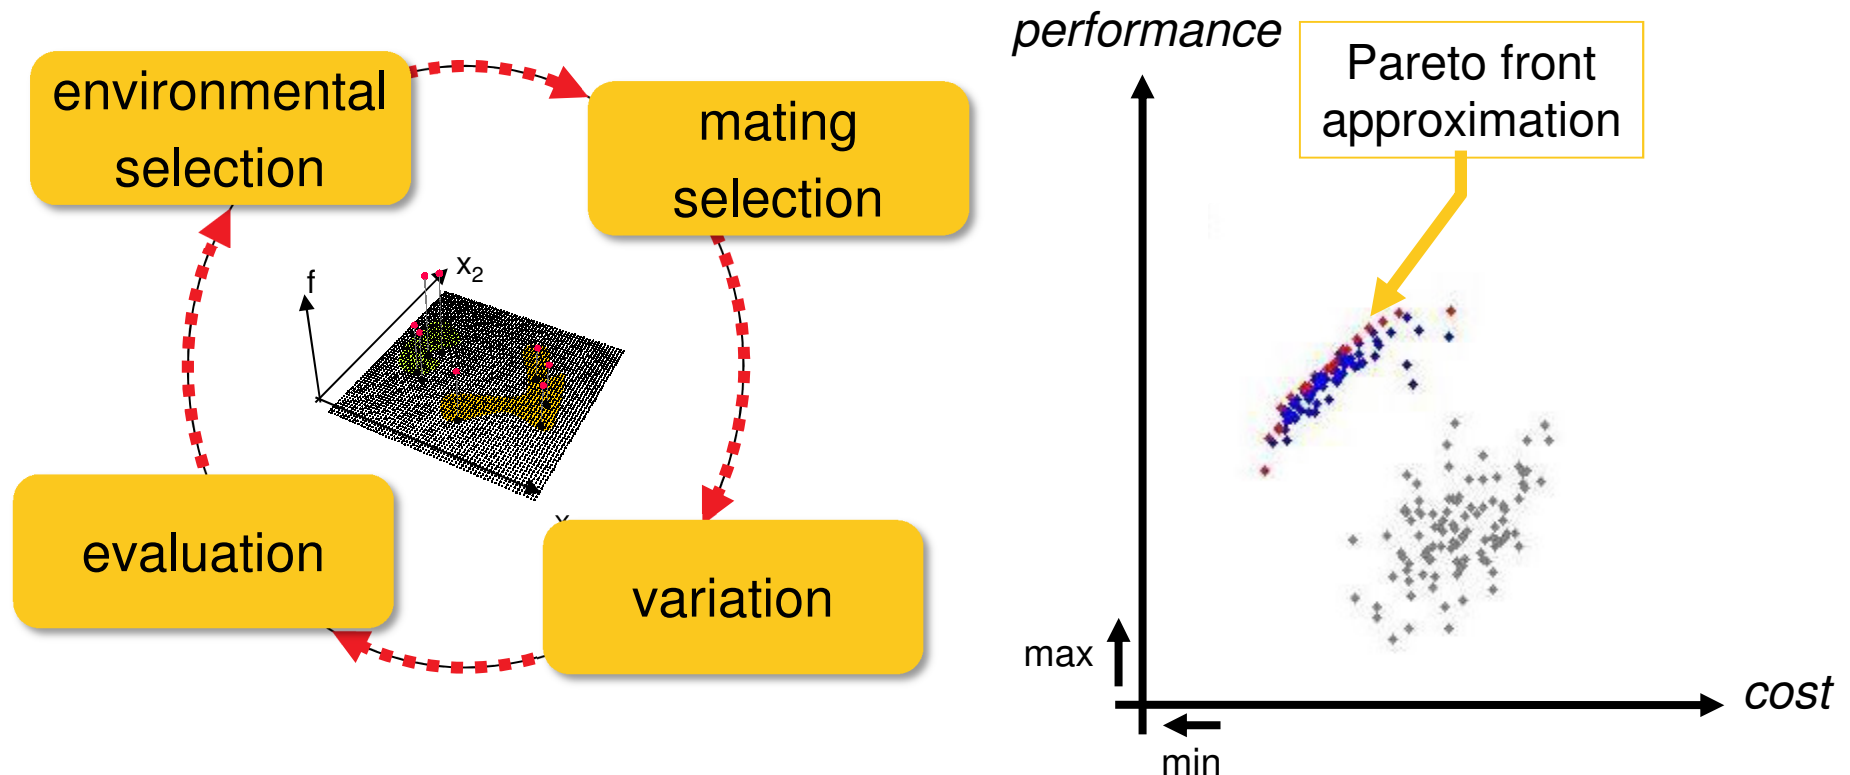 environmental
selection
mating
selection
f
x2
x
evaluation
variation
performance
Pareto front
approximation
max
min
cost